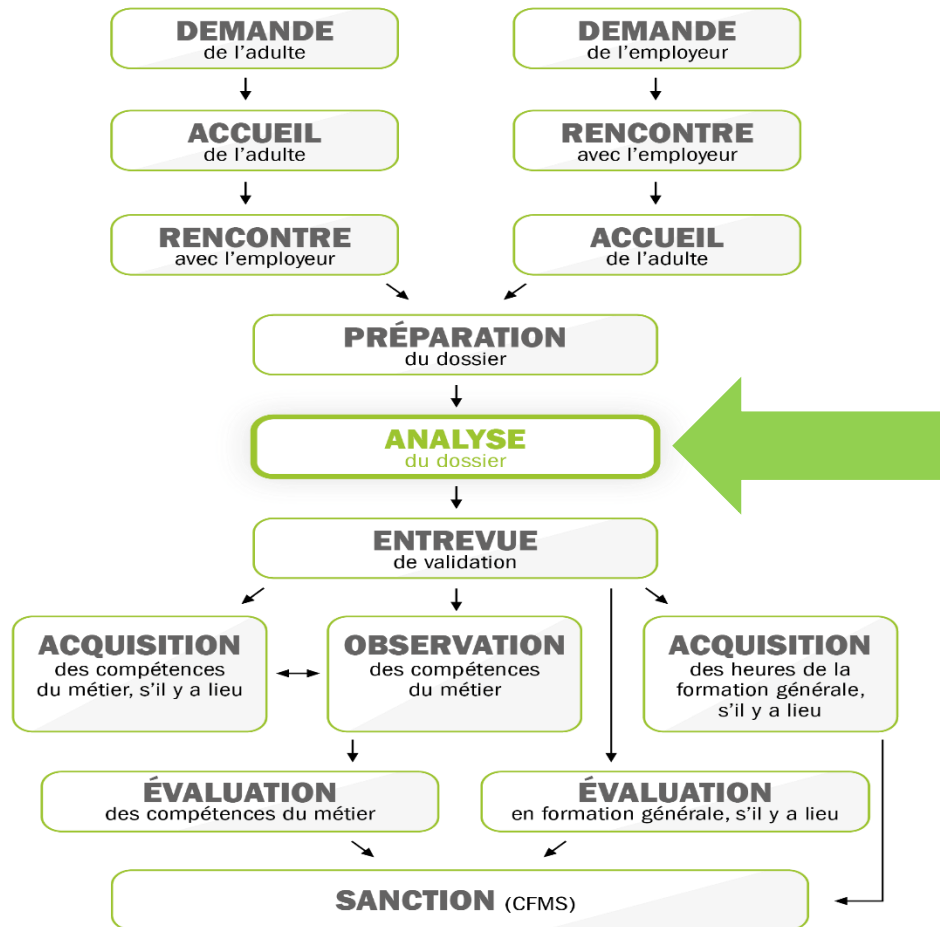 DEMANDE
de l'adulte
DEMANDE
de l'employeur
ACCUEIL
de l'adulte
RENCONTRE
avec l'employeur
RENCONTRE
avec l'employeur
ACCUEIL
de l'adulte
PRÉPARATION
du dossier
ANALYSE
du dossier
ENTREVUE
de validation
ACQUISITION
des compétences
du métier, s'il y a lieu
OBSERVATION
des compétences
du métier
ACQUISITION
des heures de la
formation générale,
s'il y a lieu
ÉVALUATION
des compétences du métier
ÉVALUATION
en formation générale, s'il y a lieu
SANCTION (CFMS)